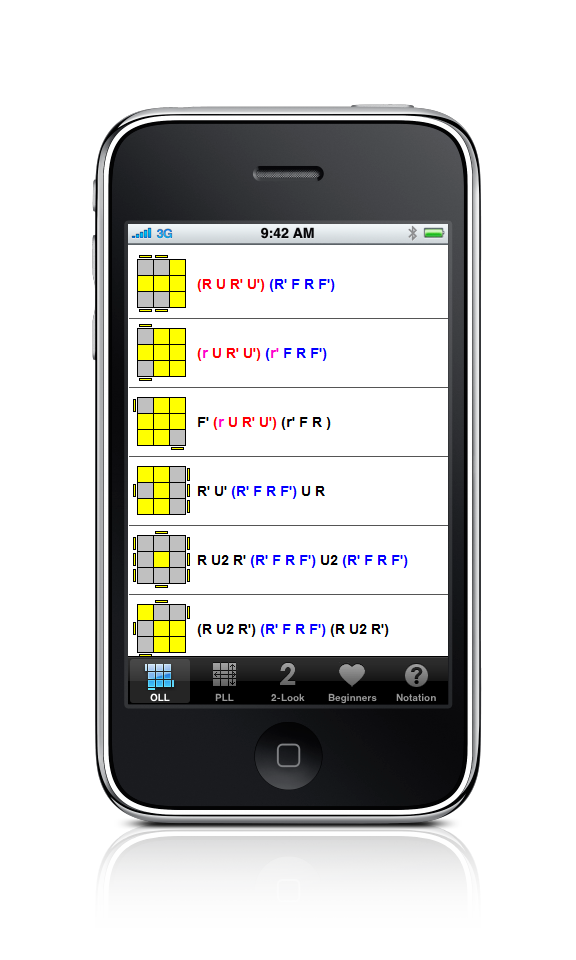 3G 9:42 AM
(R U R' U') (R' F R F')
(r U R' U') (r' F R F')
F' (r U R' U') (r' F R )
R' U' (R' F R F') U R
R U2 R' (R' F R F') U2 (R' F R F')
(R U2 R') (R' F R F') (R U2 R')
2
OLL PLL 2-Look Beginners Notation